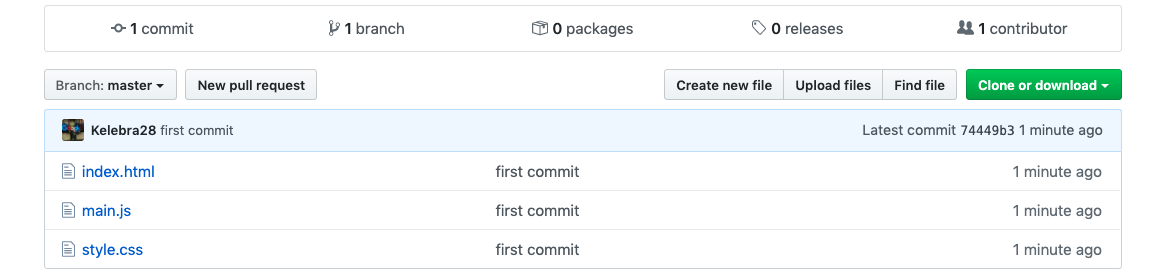 1 commit 1 branch 0 packages 0 releases 1 contributor
Branch: master New pull request Create new file Upload files Find file Clone or download
Kelebra28 first commit Latest commit 74449b3 1 minute ago
index.html first commit 1 minute ago
main.js first commit 1 minute ago
style.css first commit 1 minute ago